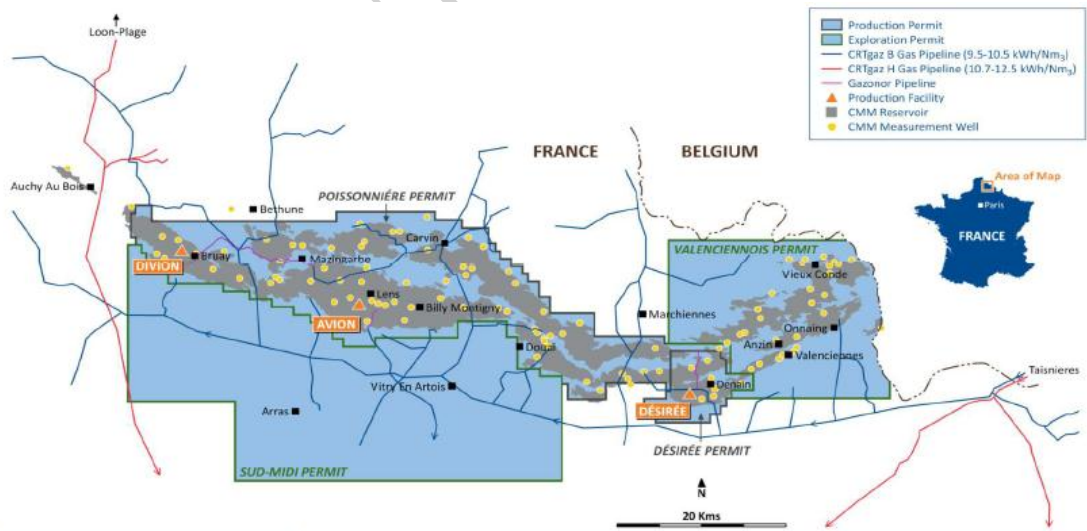 Loon-Plage
Production Permit
Exploration Permit
CRTgaz B Gas Pipeline (9.5-10.5 kWh/Nm3)
CRTgaz H Gas Pipeline (10.7-12.5 kWh/Nm3)
Gazonor Pipeline
Production Facility
CMM Reservoir
CMM Measurement Well
FRANCE
BELGIUM
Area of Map
Paris
FRANCE
Auchy Au Bois
POISSONNIÉRE PERMIT
Bethune
Carvin
VALENCIENNOIS PERMIT
DIVION
Bruay
Mazingarbe
Vieux Conde
Lens
Billy Montigny
AVION
Marchiennes
Onnaing
Anzin
Valenciennes
Douai
Taisnieres
Vitry En Artois
Denain
Arras
DÉSIRÉE
DÉSIRÉE PERMIT
SUD-MIDI PERMIT
N
20 Kms